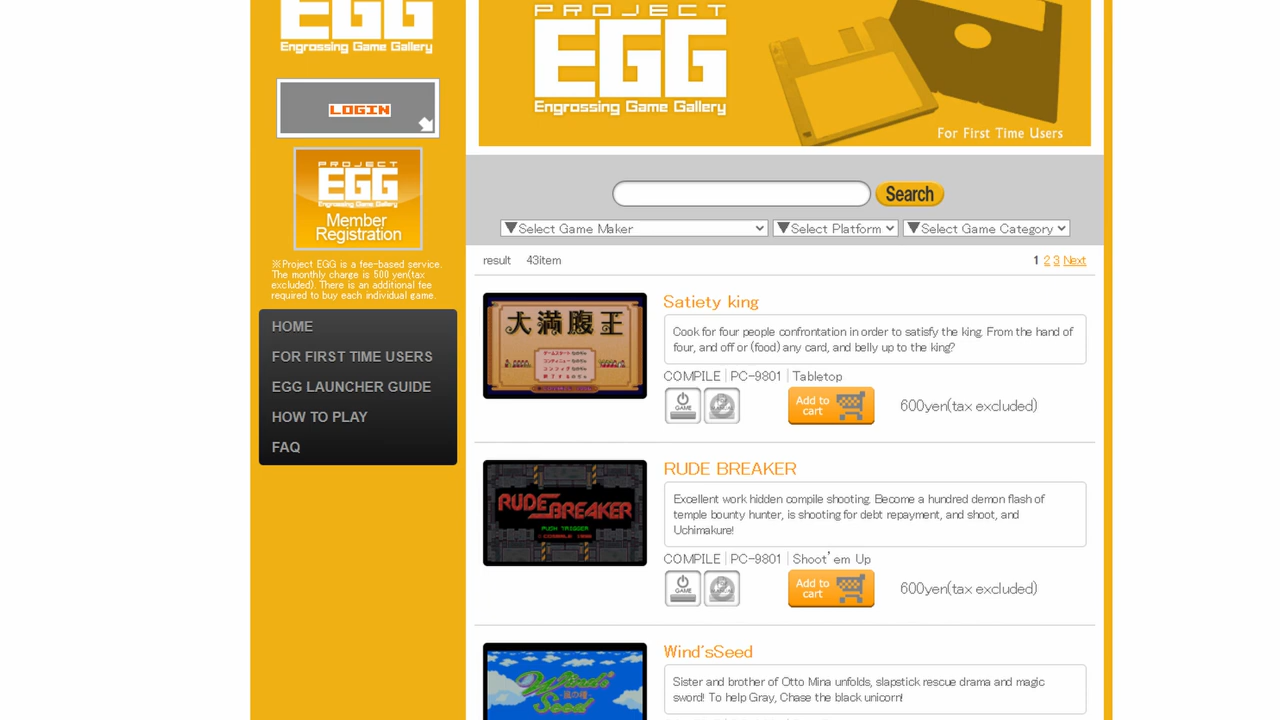 EGG
Engrossing Game Gallery
LOGIN
PROJECT
EGG
Engrossing Game Gallery
Member
Registration
※Project EGG is a fee-based service.
The monthly charge is 500 yen(tax
excluded). There is an additional fee
required to buy each individual game.
HOME
FOR FIRST TIME USERS
EGG LAUNCHER GUIDE
HOW TO PLAY
FAQ
PROJECT
EGG
Engrossing Game Gallery
For First Time Users
Search
▼Select Game Maker
▼Select Platform
▼Select Game Category
result 43item
1 2 3 Next
大満腹王
Satiety king
Cook for four people confrontation in order to satisfy the king. From the hand of
four, and off or (food) any card, and belly up to the king?
COMPILE | PC-9801 | Tabletop
GAME
MANUAL
Add to
cart
600yen(tax excluded)
RUDE BREAKER
PUSH TRIGGER
RUDE BREAKER
Excellent work hidden compile shooting. Become a hundred demon flash of
temple bounty hunter, is shooting for debt repayment, and shoot, and
Uchimakure!
COMPILE | PC-9801 | Shoot'em Up
GAME
MANUAL
Add to
cart
600yen(tax excluded)
Wind's
Seed
Wind'sSeed
Sister and brother of Otto Mina unfolds, slapstick rescue drama and magic
sword! To help Gray, Chase the black unicorn!